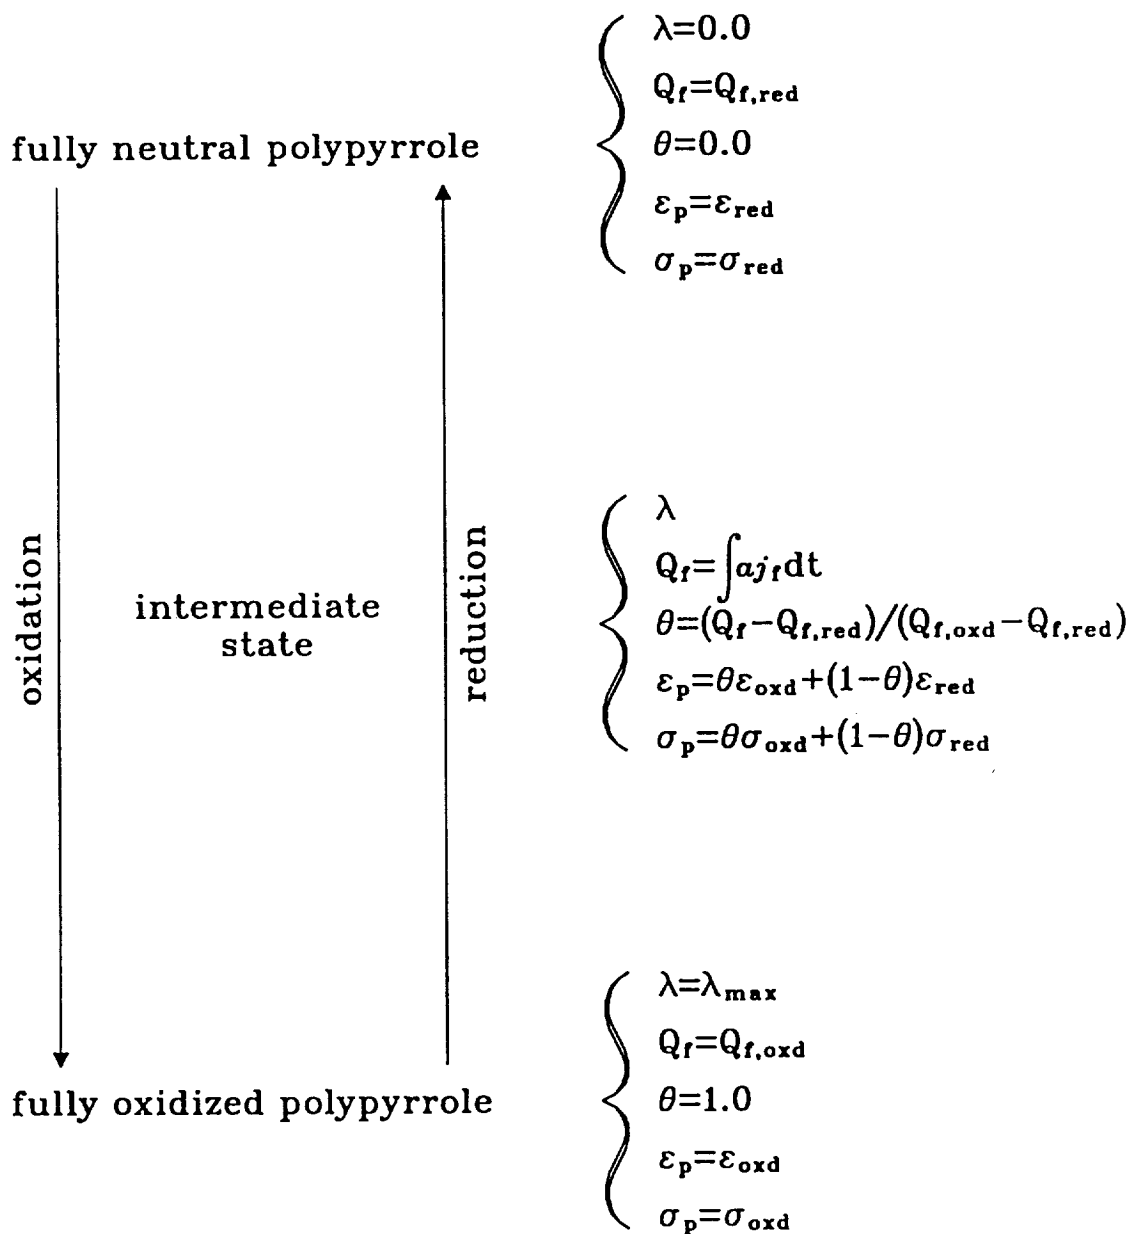 λ=0.0
Q_f=Q_f,red
fully neutral polypyrrole
θ=0.0
ε_p=ε_red
σ_p=σ_red
oxidation
intermediate
state
reduction
λ
Q_f=∫aj_fdt
θ=(Q_f−Q_f,red)/(Q_f,oxd−Q_f,red)
ε_p=θε_oxd+(1−θ)ε_red
σ_p=θσ_oxd+(1−θ)σ_red
λ=λ_max
Q_f=Q_f,oxd
fully oxidized polypyrrole
θ=1.0
ε_p=ε_oxd
σ_p=σ_oxd